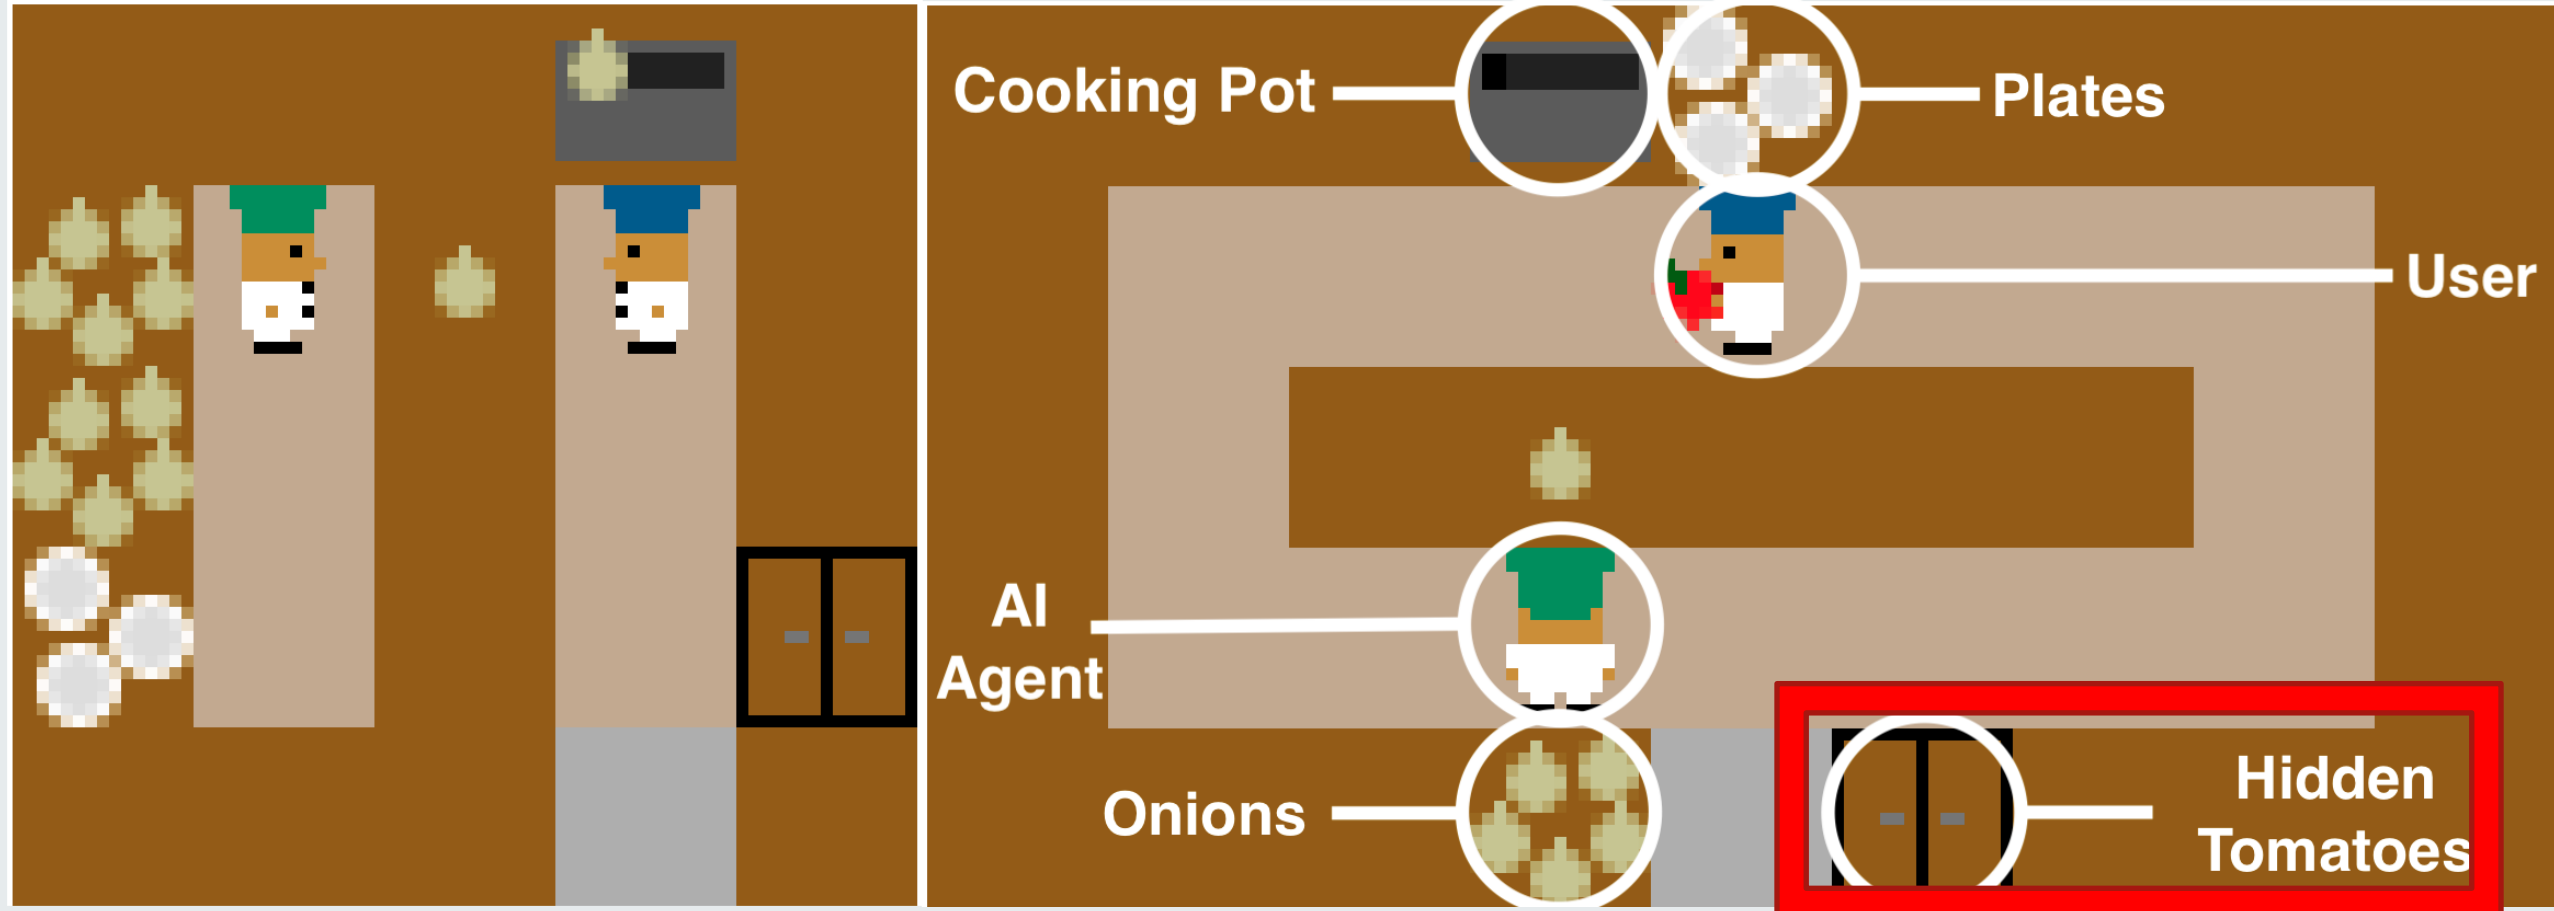 Cooking Pot
Plates
User
AI
Agent
Onions
Hidden
Tomatoes